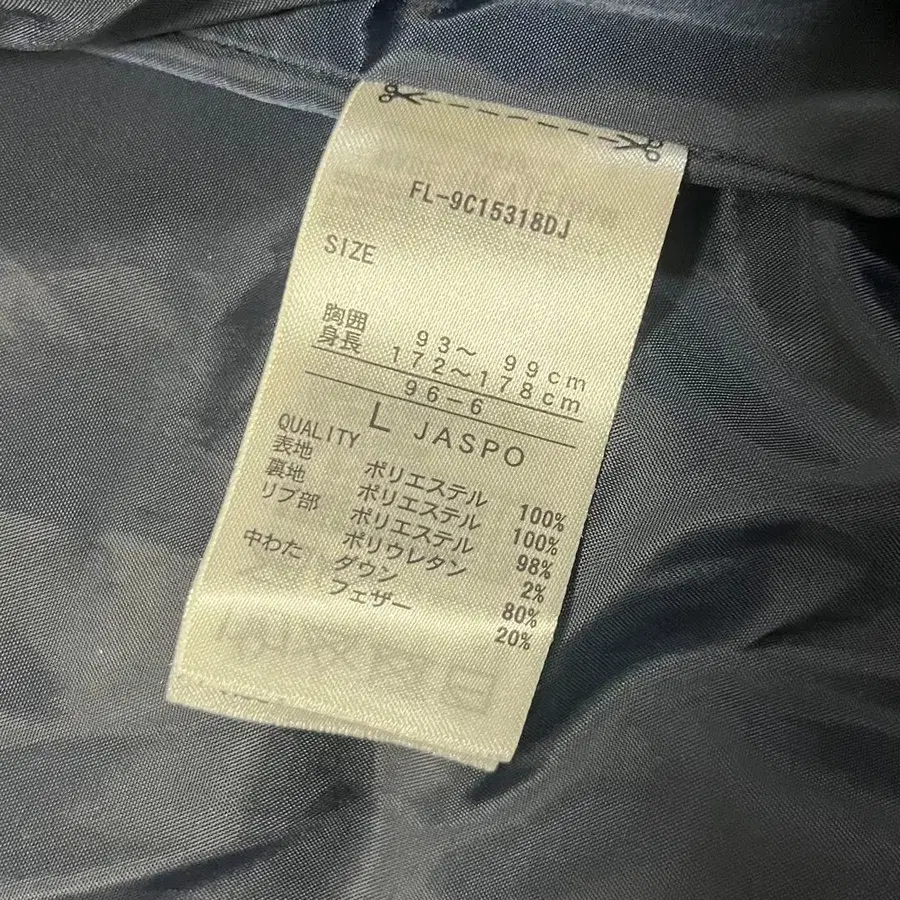 FL-9C15318DJ
SIZE
胸囲 93～ 99cm
身長 172～178cm
96-6
L JASPO
QUALITY
表地 ポリエステル 100%
裏地 ポリエステル 100%
リブ部 ポリエステル 98%
ポリウレタン 2%
中わた ダウン 80%
フェザー 20%